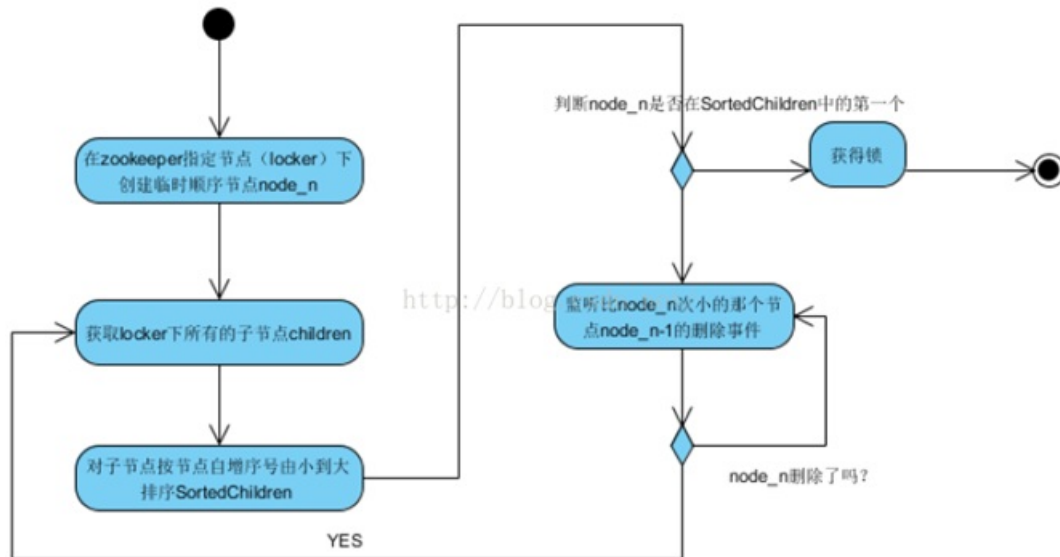 在zookeeper指定节点（locker）下
创建临时顺序节点node_n
获取locker下所有的子节点children
对子节点按节点自增序号由小到大
排序SortedChildren
判断node_n是否在SortedChildren中的第一个
获得锁
http://blog
监听比node_n次小的那个节
点node_n-1的删除事件
node_n删除了吗?
YES